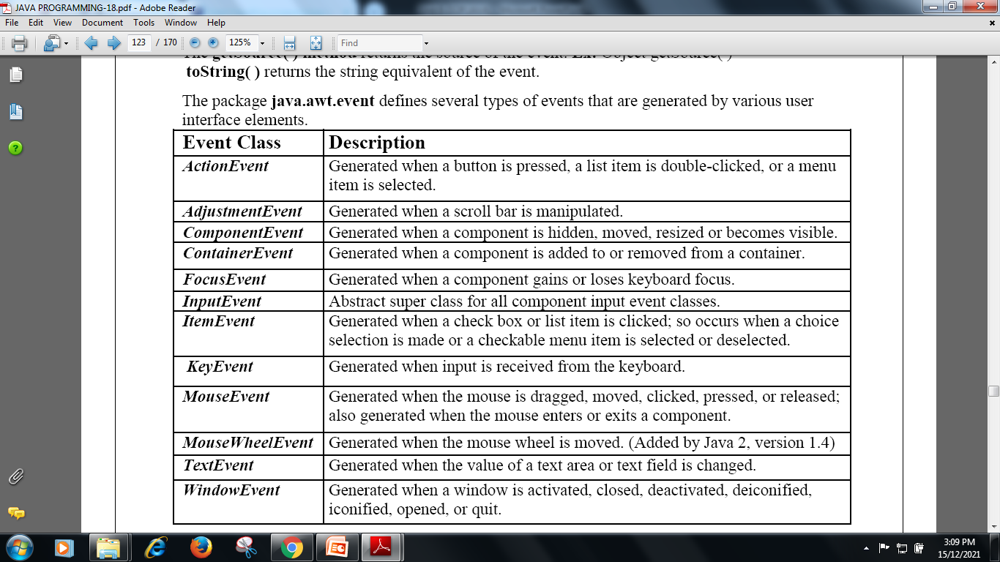 JAVA PROGRAMMING-18.pdf - Adobe Reader
File Edit View Document Tools Window Help
123 / 170 125% Find
The getSource( ) method returns the source of the event. Ex: Object getSource( )
toString( ) returns the string equivalent of the event.
The package java.awt.event defines several types of events that are generated by various user
interface elements.
Event Class Description
ActionEvent Generated when a button is pressed, a list item is double-clicked, or a menu
item is selected.
AdjustmentEvent Generated when a scroll bar is manipulated.
ComponentEvent Generated when a component is hidden, moved, resized or becomes visible.
ContainerEvent Generated when a component is added to or removed from a container.
FocusEvent Generated when a component gains or loses keyboard focus.
InputEvent Abstract super class for all component input event classes.
ItemEvent Generated when a check box or list item is clicked; so occurs when a choice
selection is made or a checkable menu item is selected or deselected.
KeyEvent Generated when input is received from the keyboard.
MouseEvent Generated when the mouse is dragged, moved, clicked, pressed, or released;
also generated when the mouse enters or exits a component.
MouseWheelEvent Generated when the mouse wheel is moved. (Added by Java 2, version 1.4)
TextEvent Generated when the value of a text area or text field is changed.
WindowEvent Generated when a window is activated, closed, deactivated, deiconified,
iconified, opened, or quit.
3:09 PM
15/12/2021